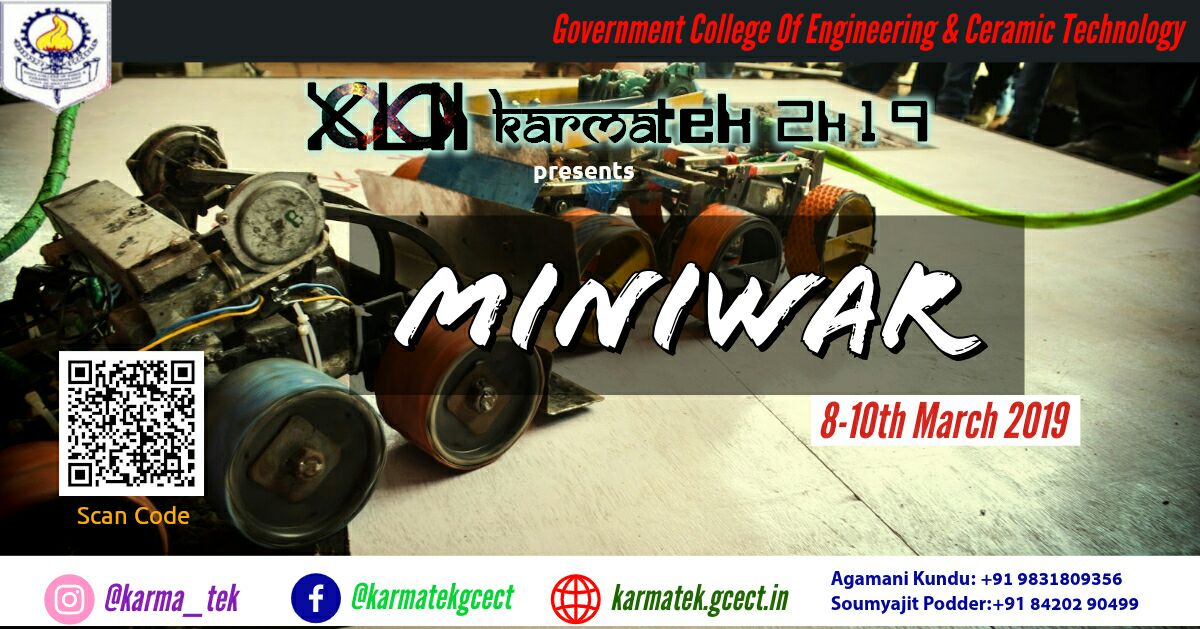 Government College Of Engineering & Ceramic Technology
karmatek 2k19
presents
MINIWAR
8-10th March 2019
Scan Code
@karma_tek
@karmatekgcect
karmatek.gcect.in
Agamani Kundu: +91 9831809356
Soumyajit Podder:+91 84202 90499